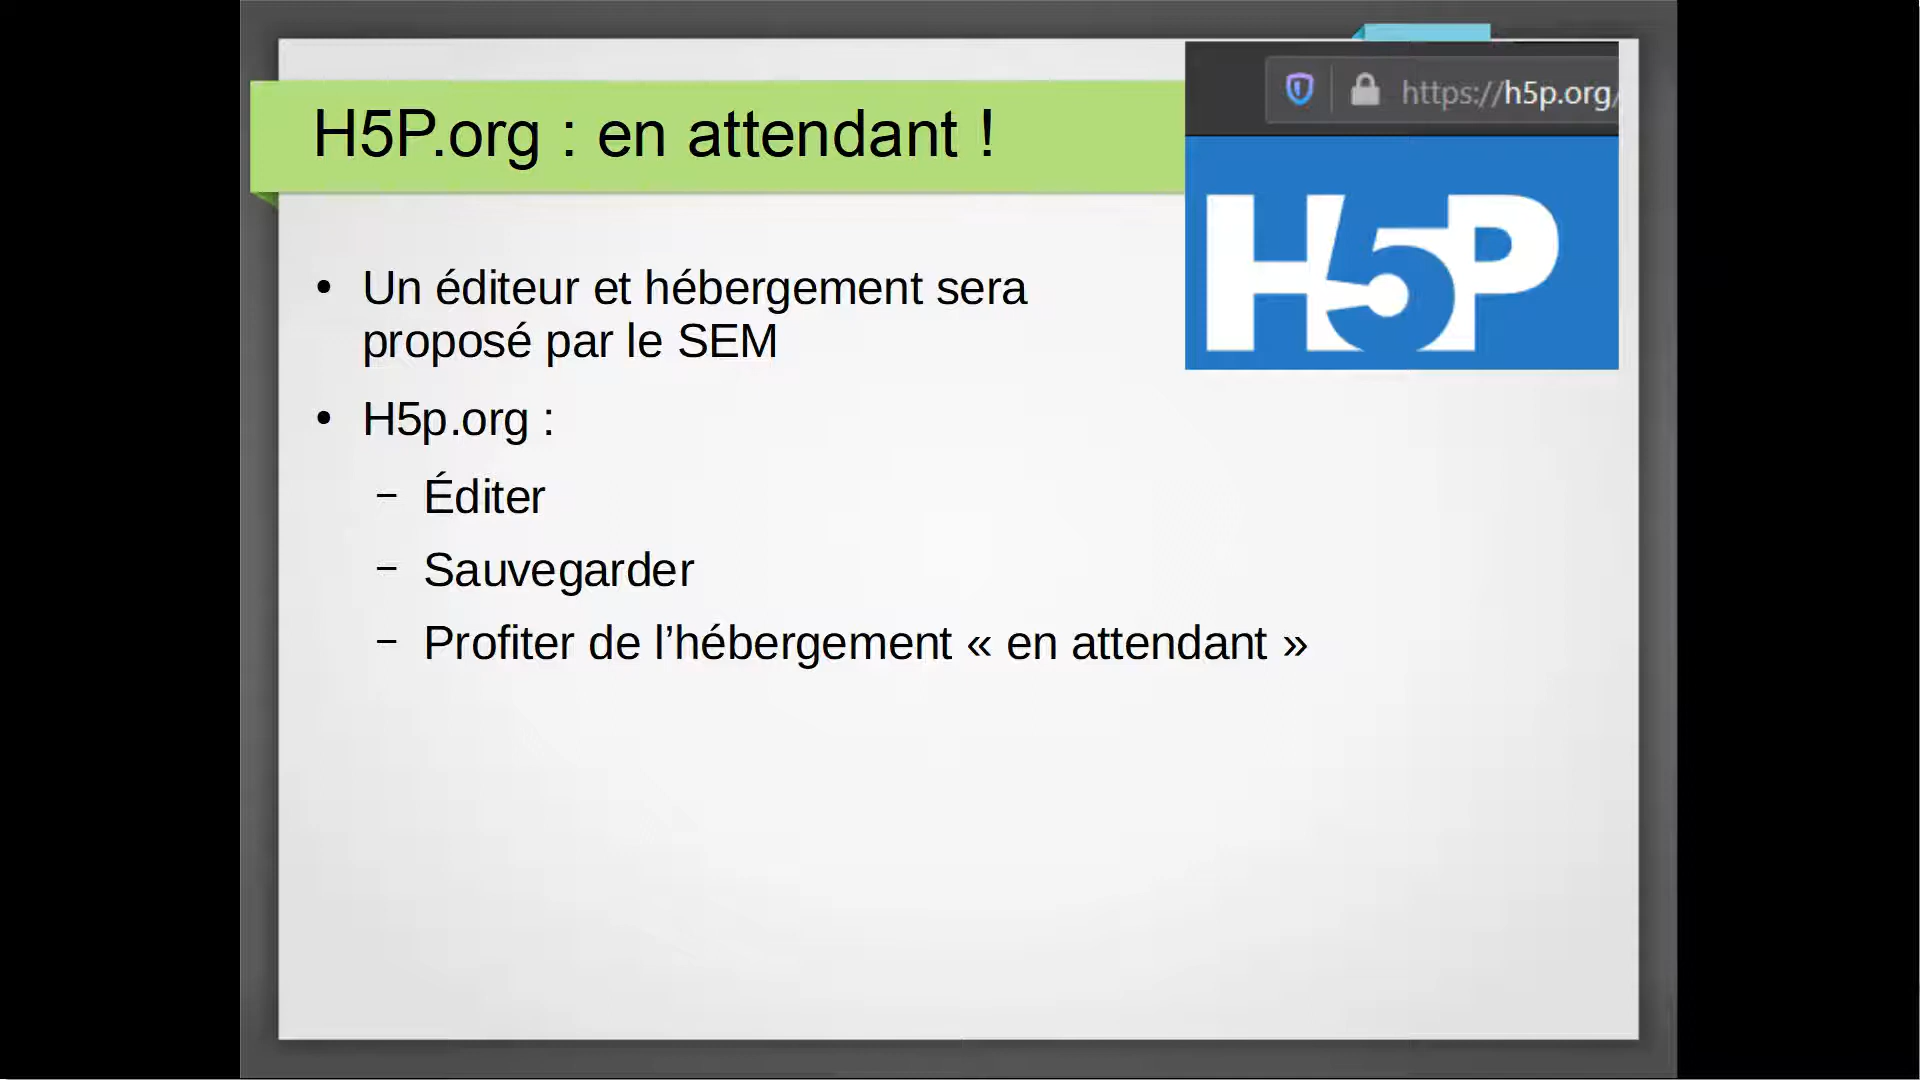 H5P.org : en attendant !
https://h5p.org/
H5P
• Un éditeur et hébergement sera
proposé par le SEM
• H5p.org :
– Éditer
– Sauvegarder
– Profiter de l’hébergement « en attendant »